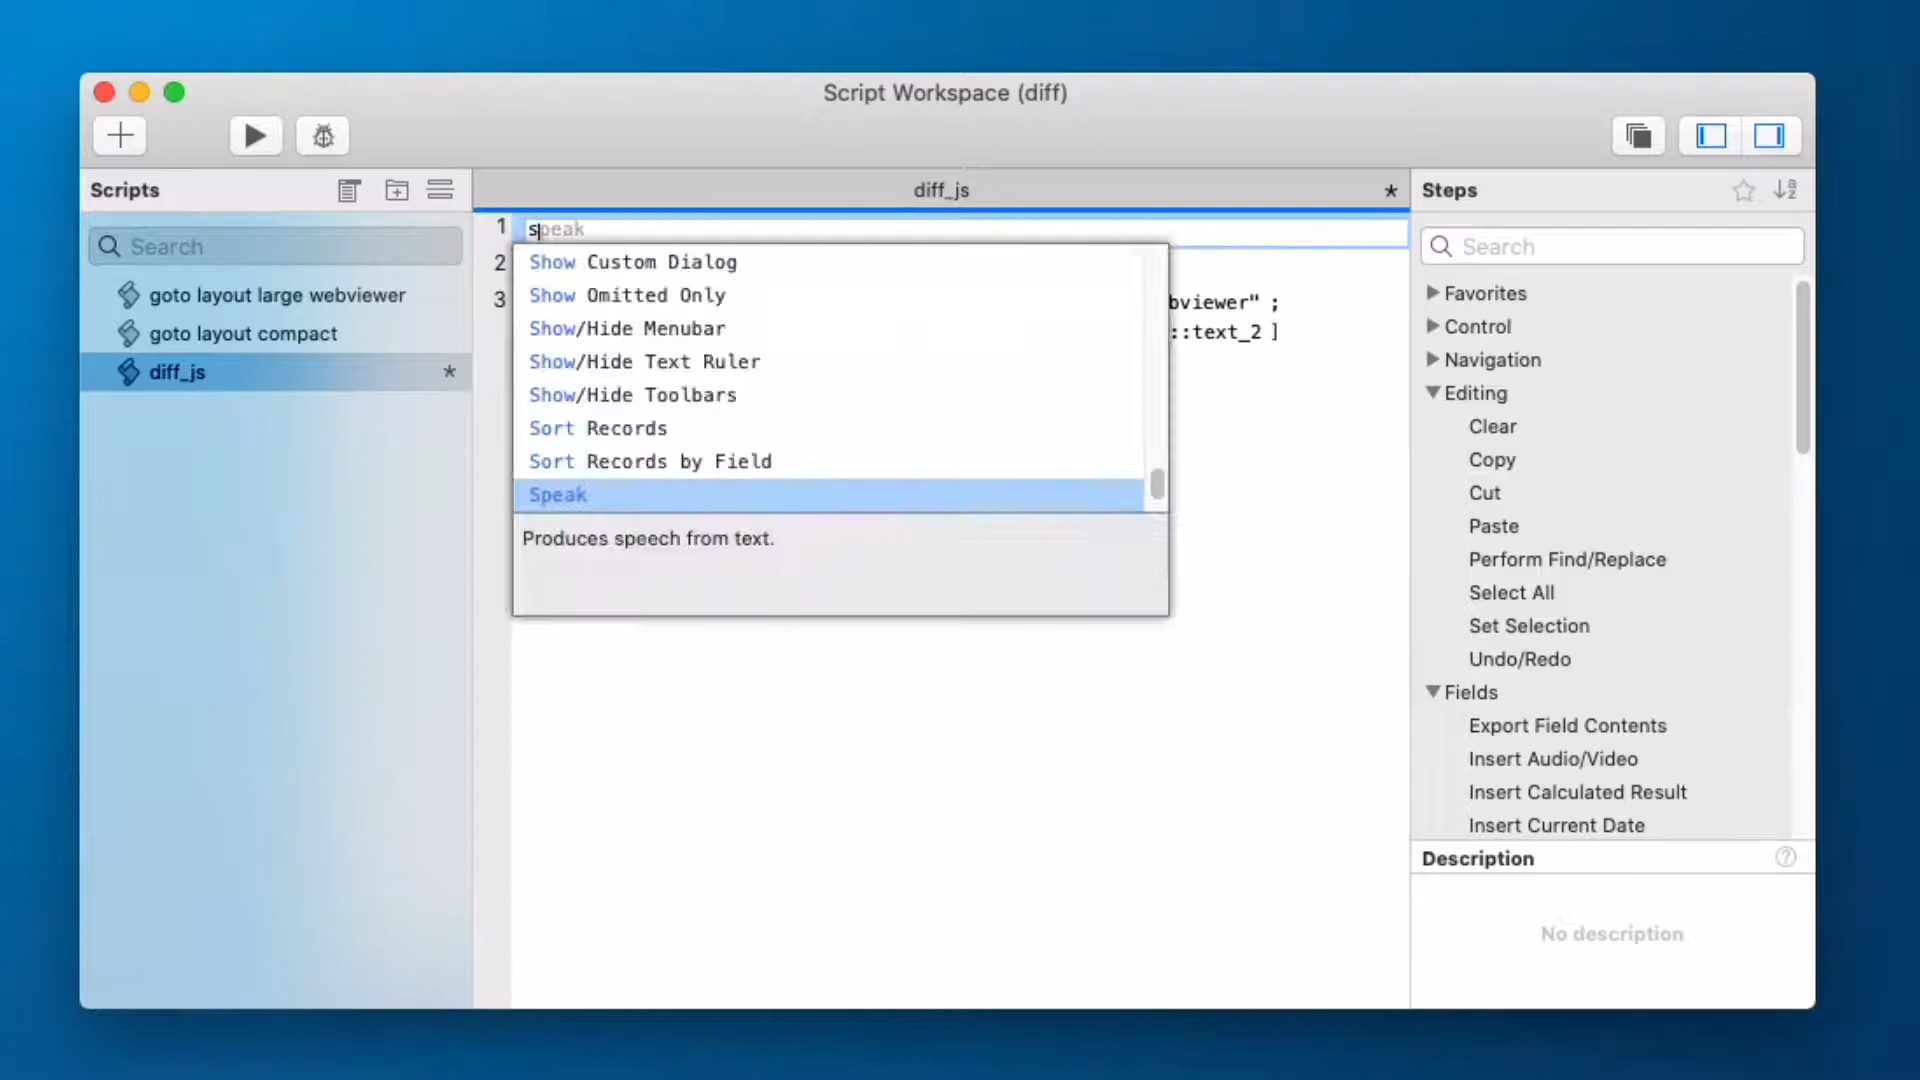 Script Workspace (diff)
Scripts
diff_js
*
Steps
Search
goto layout large webviewer
goto layout compact
diff_js
*
1
speak
2
3
Show Custom Dialog
Show Omitted Only
Show/Hide Menubar
Show/Hide Text Ruler
Show/Hide Toolbars
Sort Records
Sort Records by Field
Speak
Produces speech from text.
bviewer" ;
::text_2 ]
Search
Favorites
Control
Navigation
Editing
Clear
Copy
Cut
Paste
Perform Find/Replace
Select All
Set Selection
Undo/Redo
Fields
Export Field Contents
Insert Audio/Video
Insert Calculated Result
Insert Current Date
Description
No description